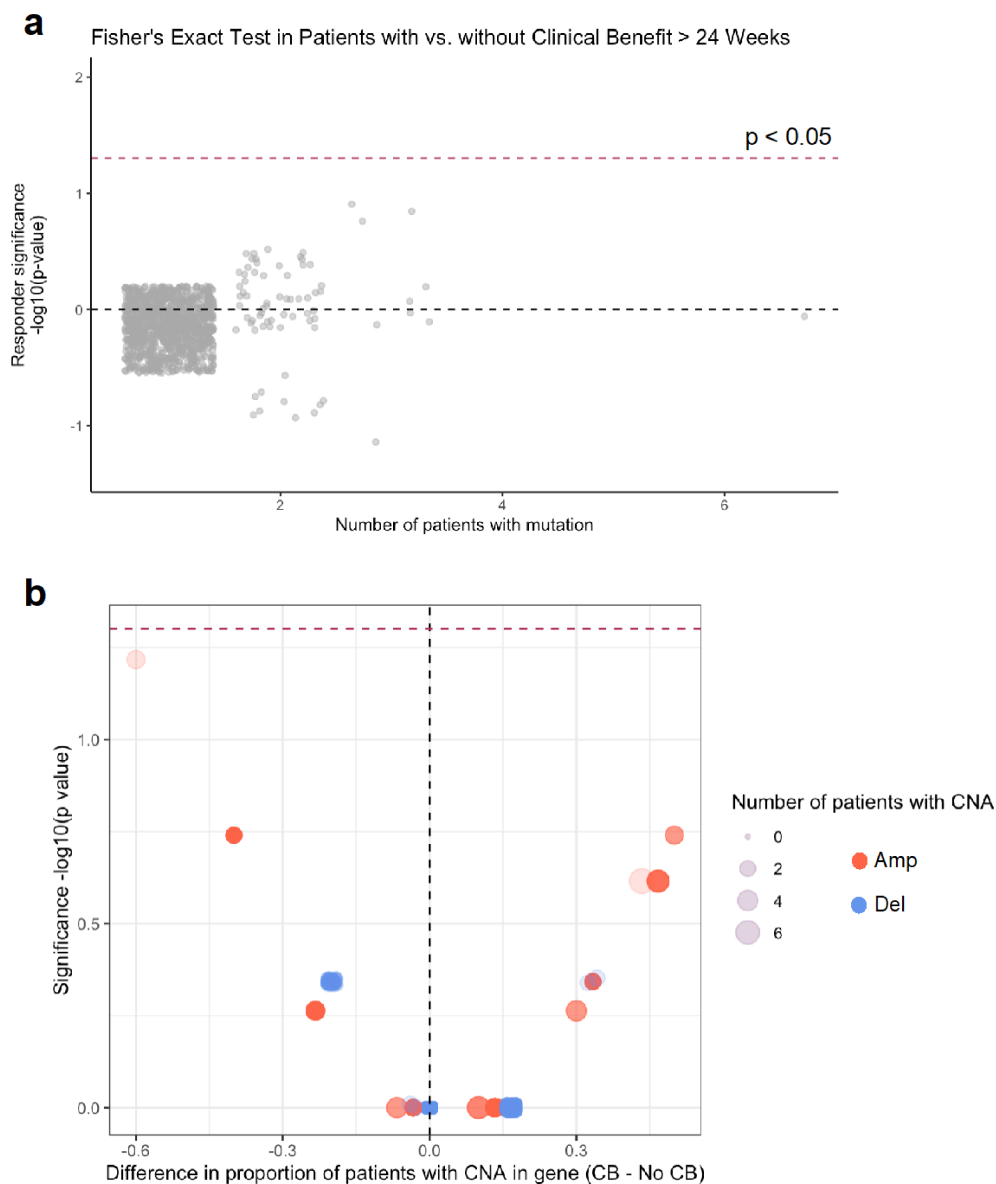 a
Fisher's Exact Test in Patients with vs. without Clinical Benefit > 24 Weeks
2
p < 0.05
1
0
-1
Responder significance
-log10(p-value)
2
4
6
Number of patients with mutation
b
1.0
0.5
0.0
Significance -log10(p value)
-0.6
-0.3
0.0
0.3
Difference in proportion of patients with CNA in gene (CB - No CB)
Number of patients with CNA
0
2
4
6
Amp
Del